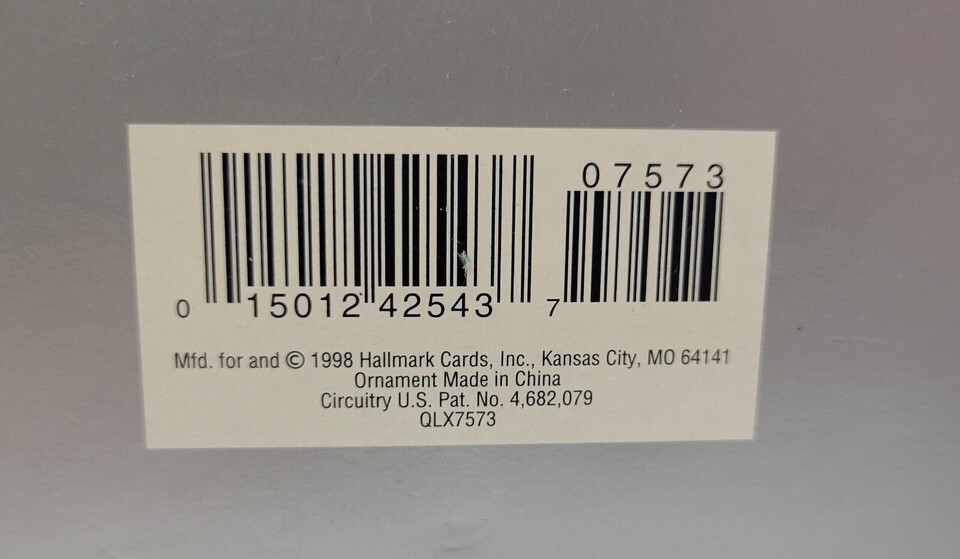 07573
0 15012 42543 7
Mfd. for and © 1998 Hallmark Cards, Inc., Kansas City, MO 64141
Ornament Made in China
Circuitry U.S. Pat. No. 4,682,079
QLX7573